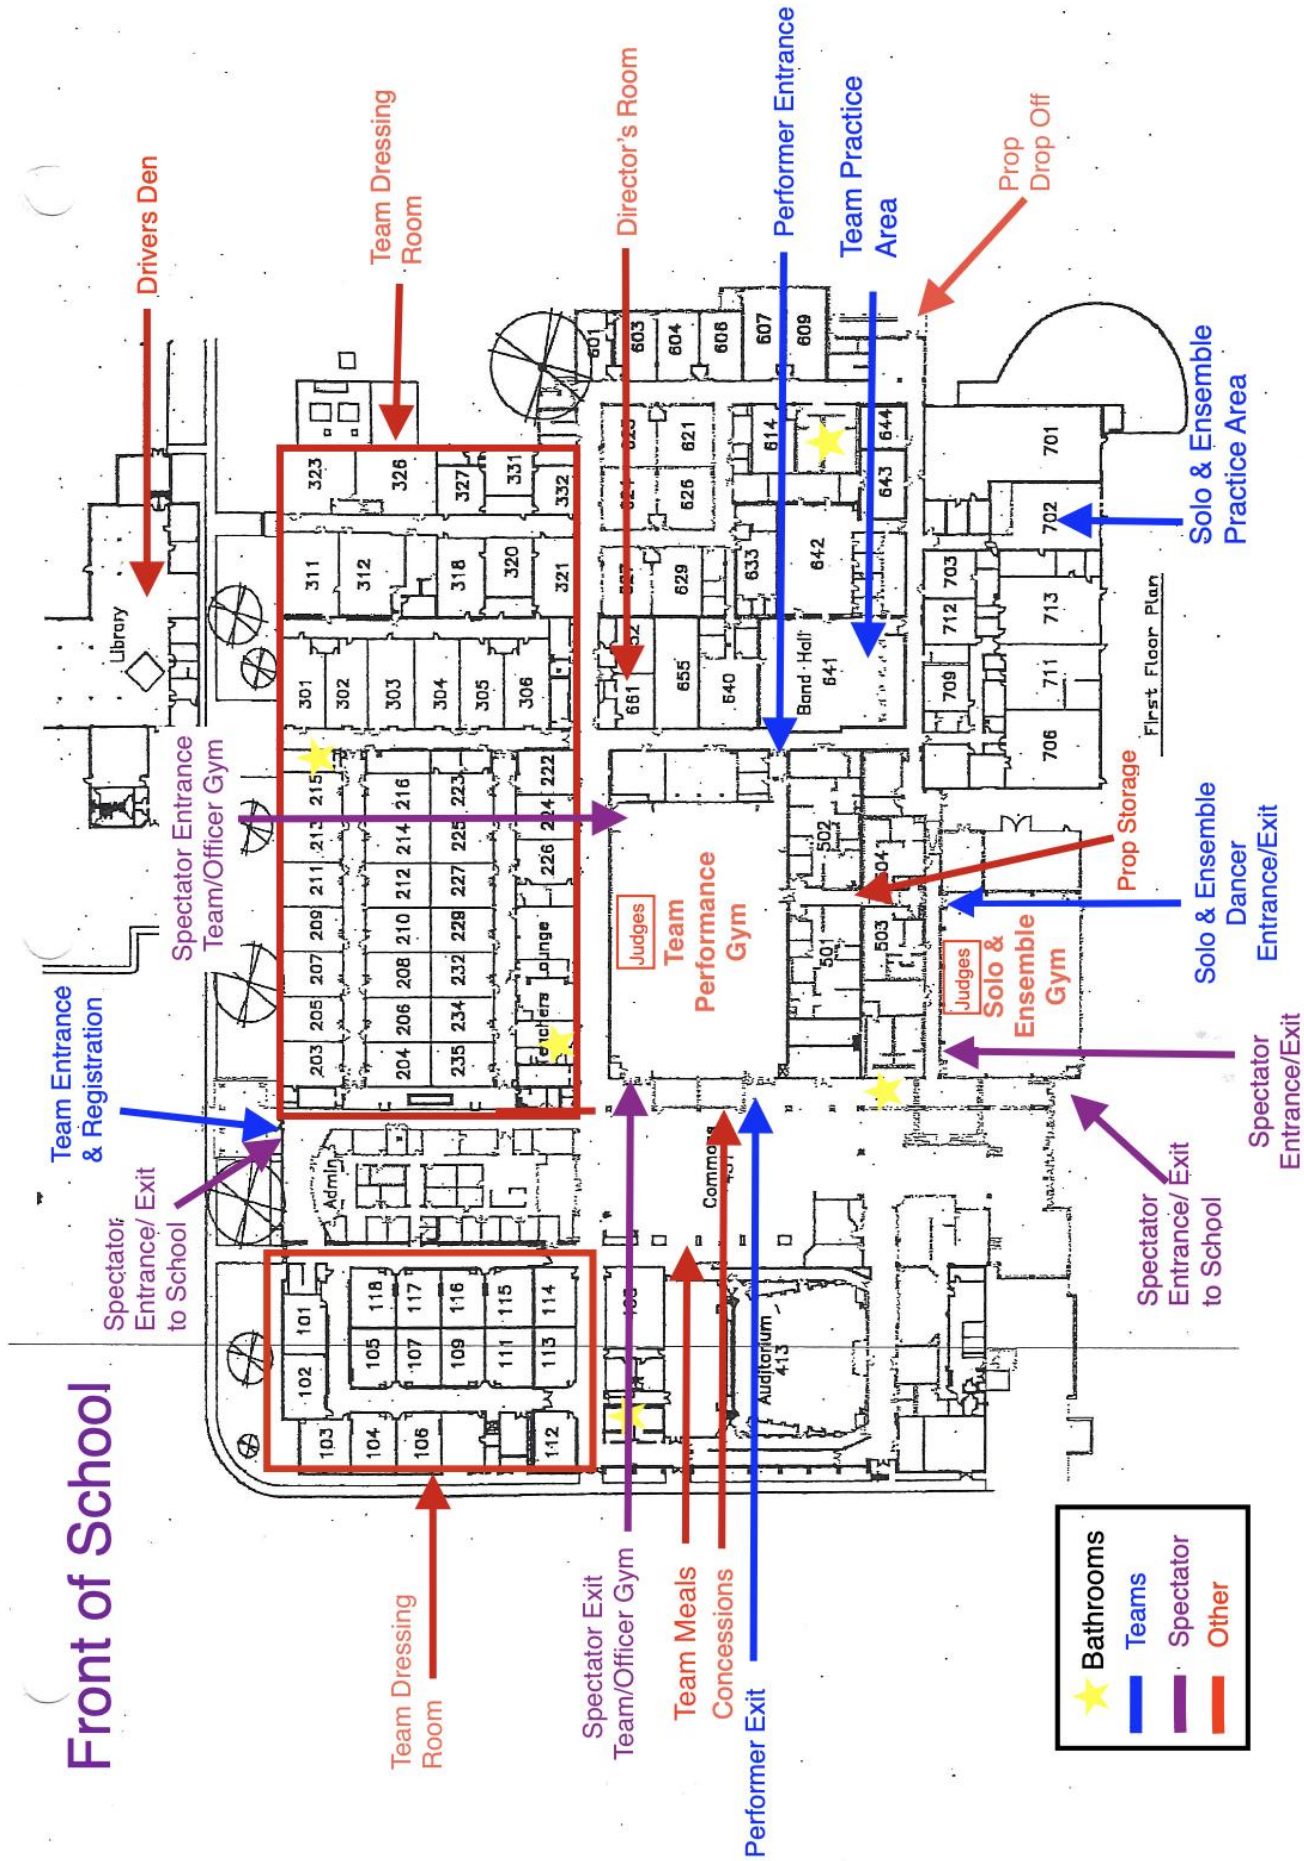 Front of School
Team Entrance
& Registration
Spectator
Entrance/ Exit
to School
Drivers Den
Library
Spectator Entrance
Team/Officer Gym
Team Dressing
Room
Team Dressing
Room
103
104
106
112
102
101
105
107
109
111
113
118
117
116
115
114
Admin
203
205
207
209
211
213
215
204
206
208
210
212
214
216
235
234
232
229
227
225
223
Teachers Lounge
226
224
222
301
302
303
304
305
306
311
312
318
320
321
323
326
327
331
332
Spectator Exit
Team/Officer Gym
Director's Room
Team Meals
Concessions
Performer Exit
Performer Entrance
Team Practice
Area
Judges
Team
Performance
Gym
Commons
Auditorium
413
661
655
640
Band Hall
641
629
633
642
621
626
614
643
644
601
603
604
606
607
609
501
502
503
504
Judges
Solo &
Ensemble
Gym
709
712
703
706
711
713
702
701
Prop
Drop Off
Prop Storage
Spectator
Entrance/ Exit
to School
Spectator
Entrance/Exit
Solo & Ensemble
Dancer
Entrance/Exit
Solo & Ensemble
Practice Area
First Floor Plan
Bathrooms
Teams
Spectator
Other